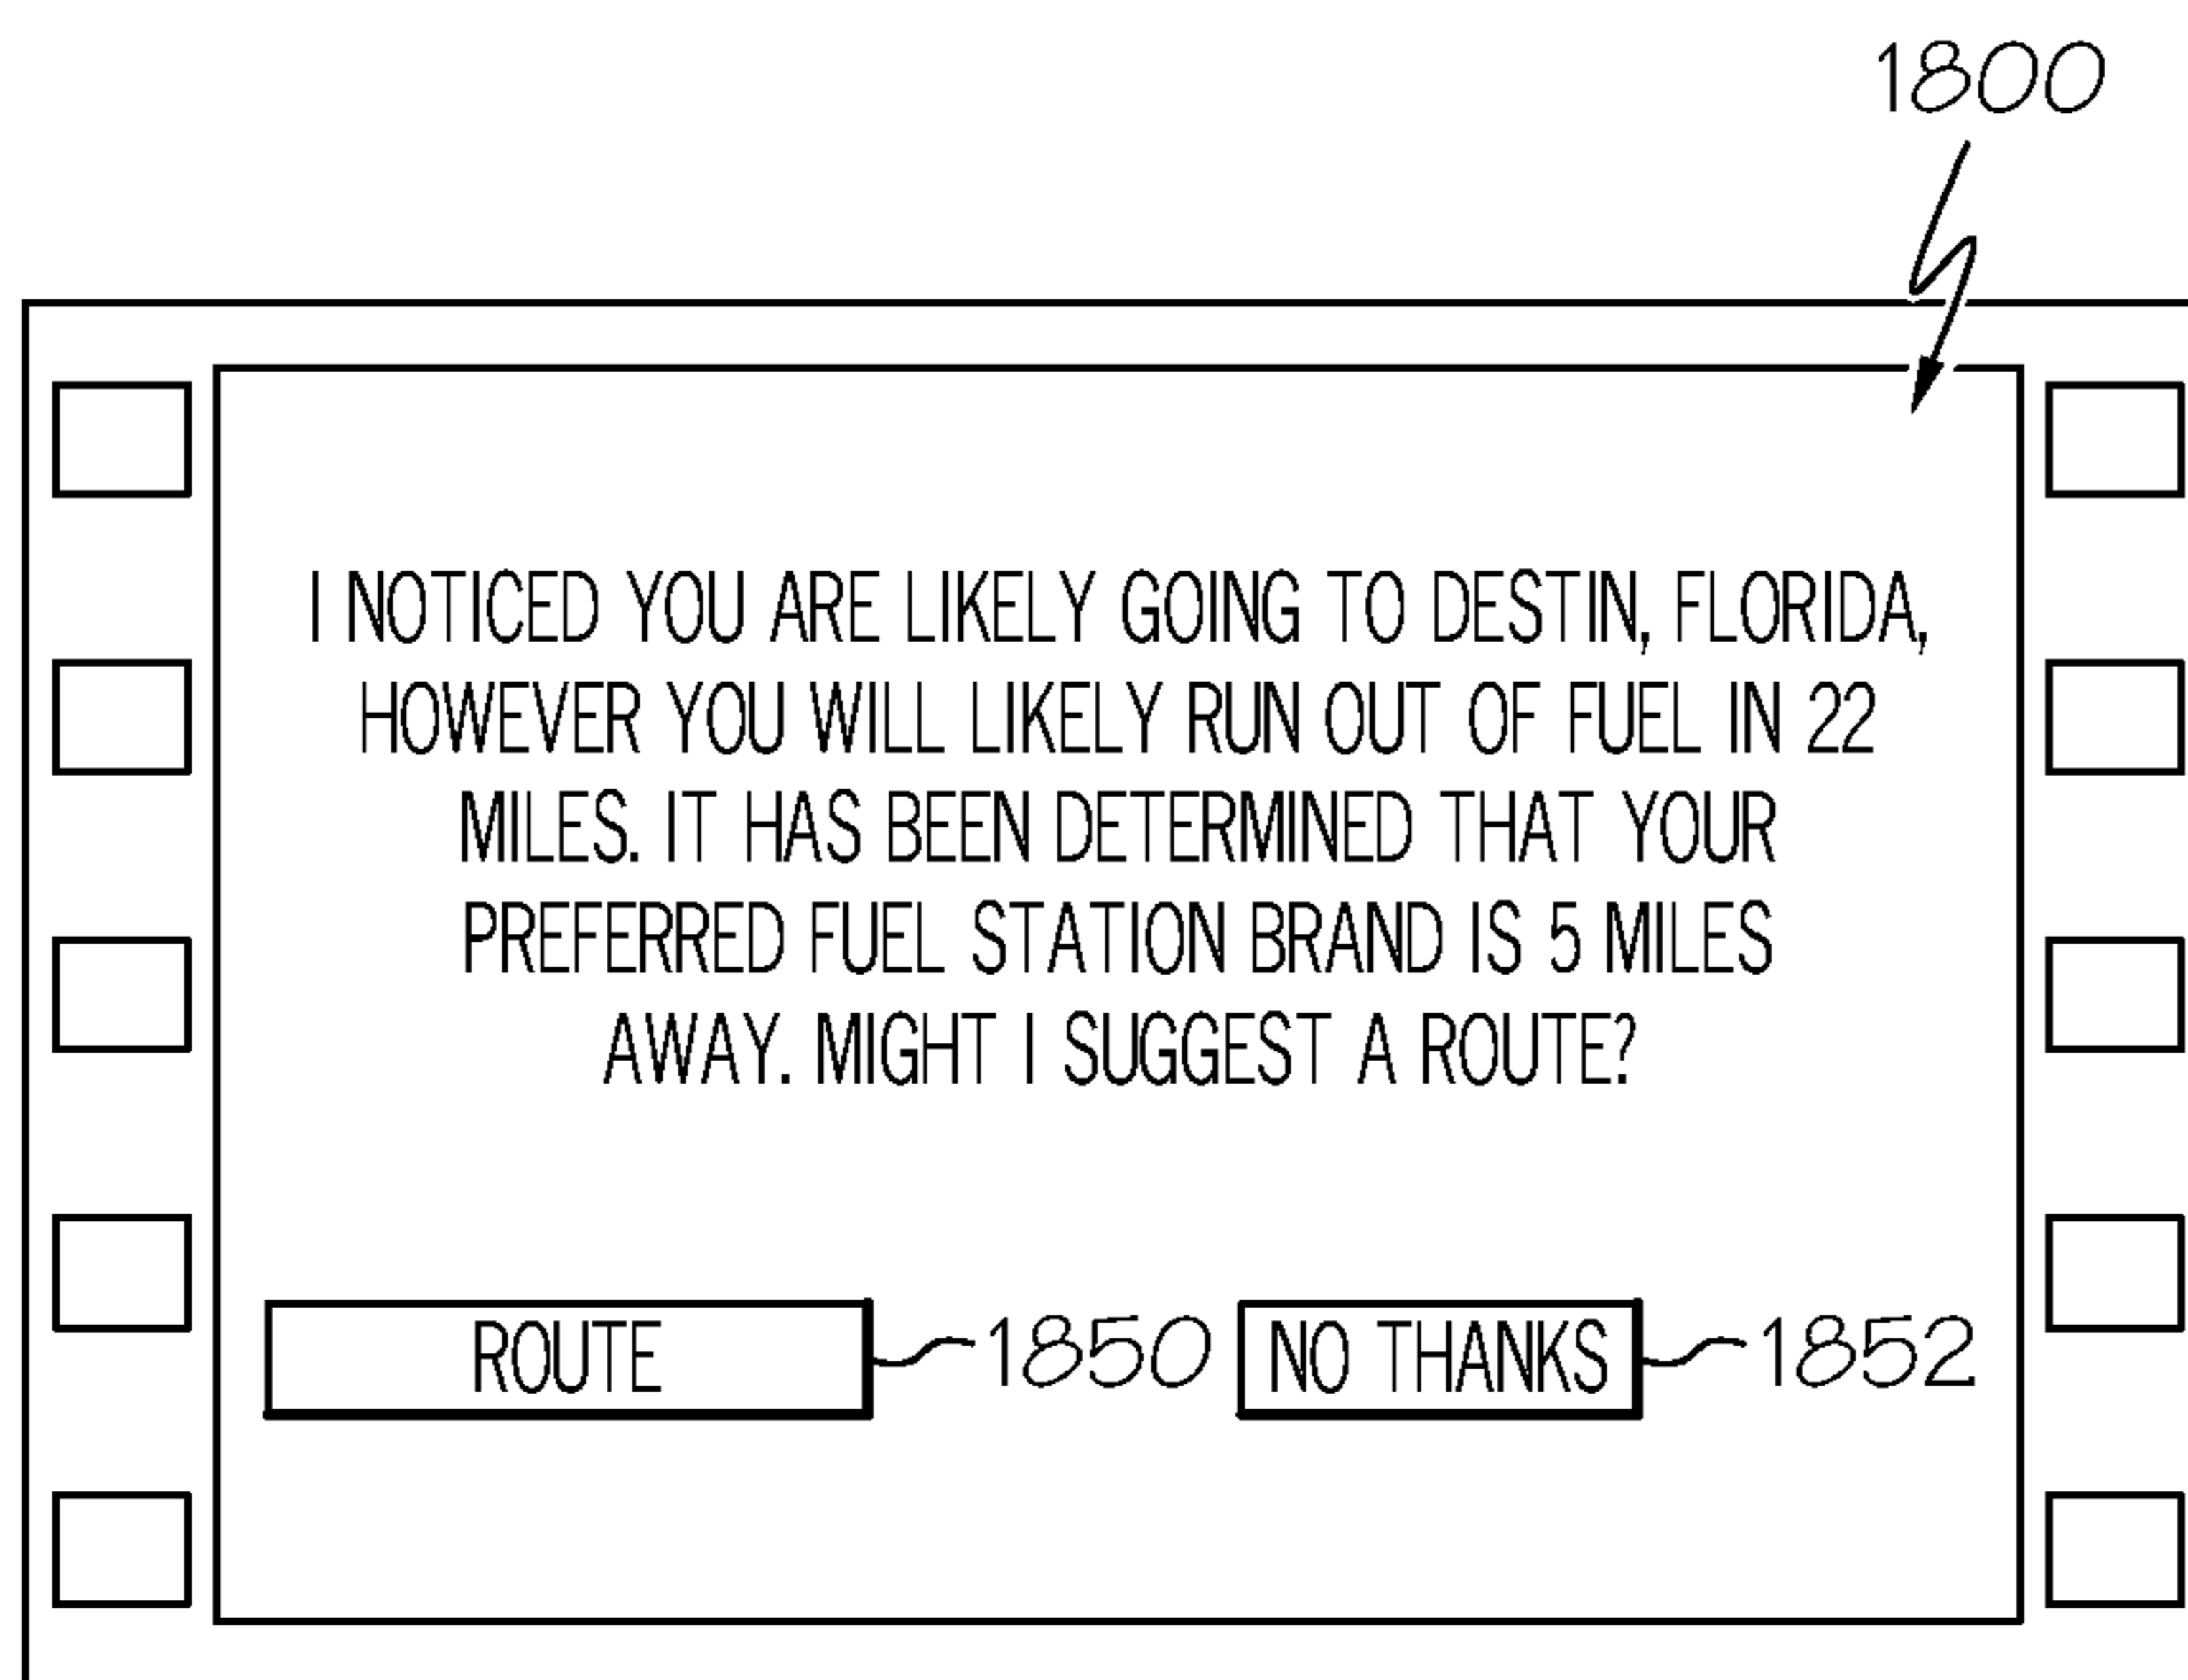 1800
I NOTICED YOU ARE LIKELY GOING TO DESTIN, FLORIDA,
HOWEVER YOU WILL LIKELY RUN OUT OF FUEL IN 22
MILES. IT HAS BEEN DETERMINED THAT YOUR
PREFERRED FUEL STATION BRAND IS 5 MILES
AWAY. MIGHT I SUGGEST A ROUTE?
ROUTE 1850 NO THANKS 1852